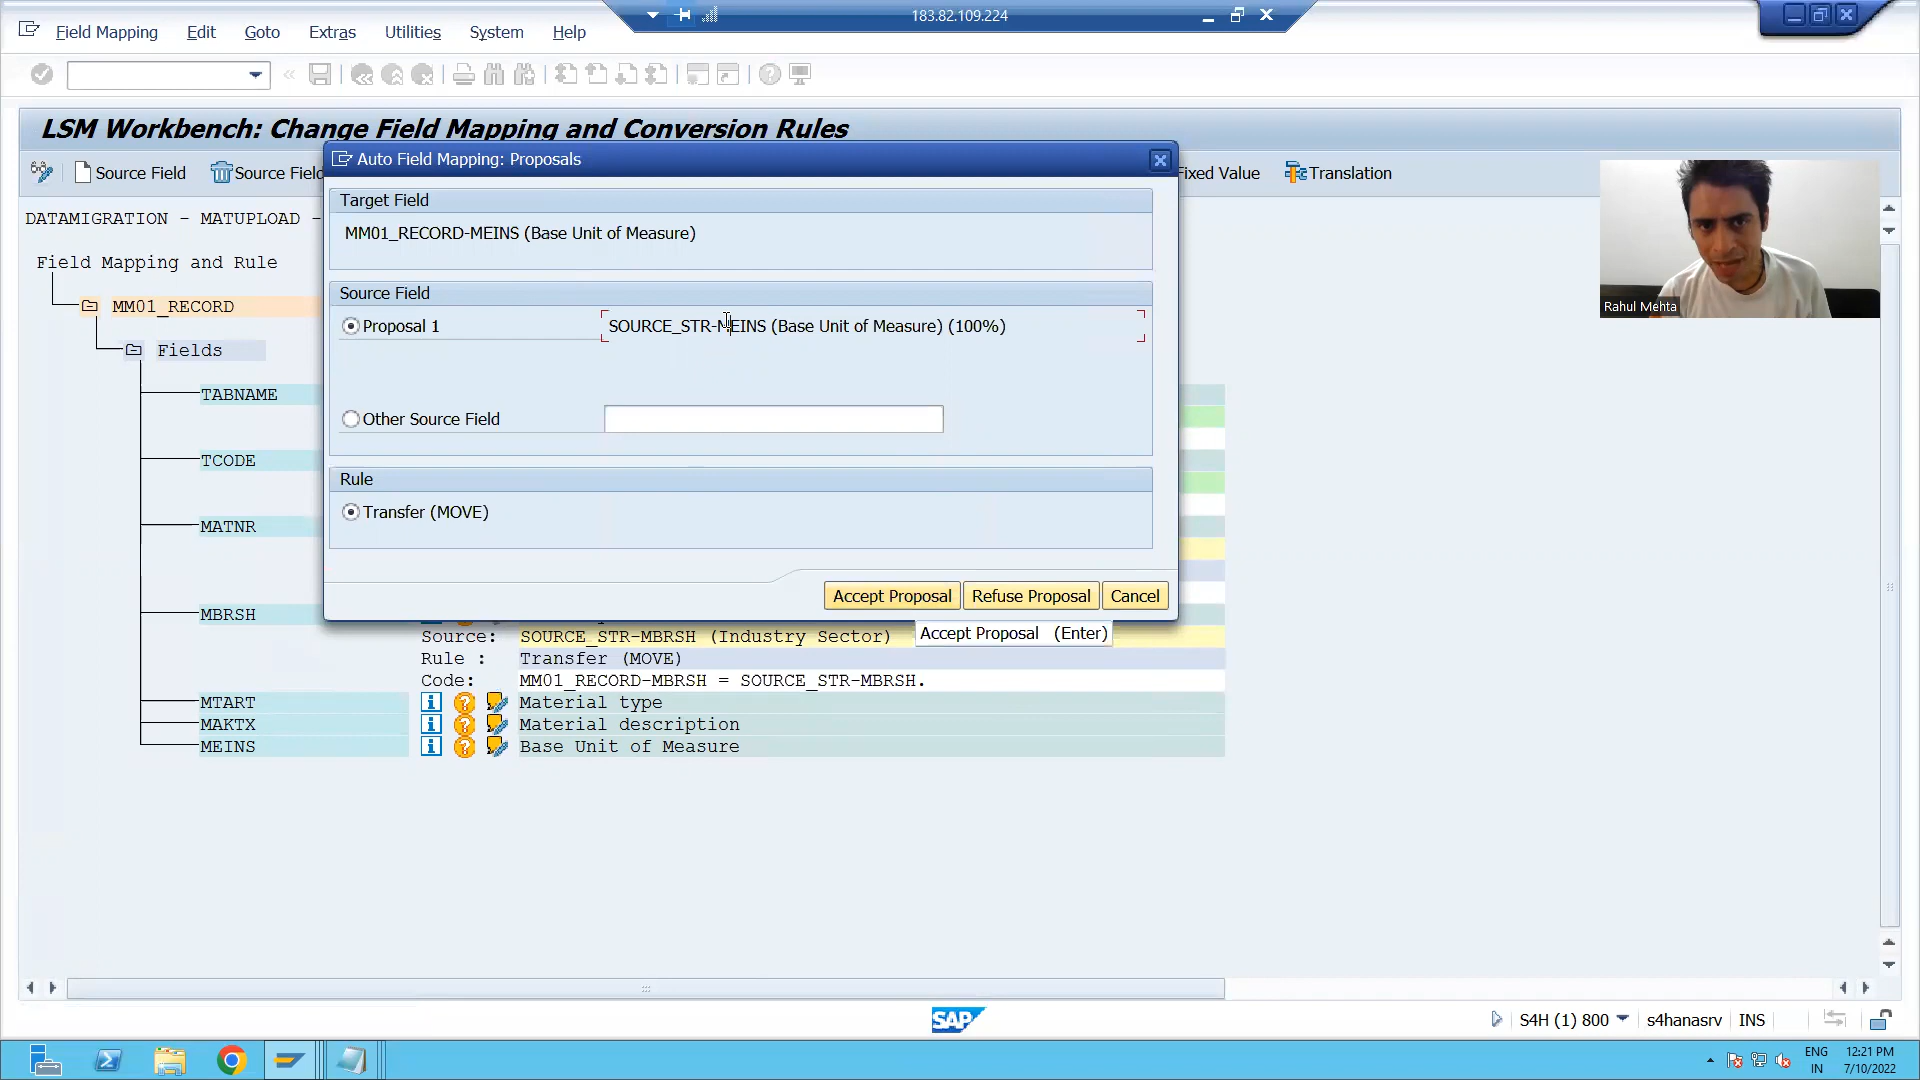 183.82.109.224
Field Mapping Edit Goto Extras Utilities System Help
LSM Workbench: Change Field Mapping and Conversion Rules
Source Field Source Field Fixed Value Translation
Auto Field Mapping: Proposals
DATAMIGRATION - MATUPLOAD -
Target Field
MM01_RECORD-MEINS (Base Unit of Measure)
Field Mapping and Rule
Source Field
MM01_RECORD
Proposal 1 SOURCE_STR-MEINS (Base Unit of Measure) (100%)
Rahul Mehta
Fields
TABNAME
Other Source Field
TCODE
Rule
Transfer (MOVE)
MATNR
Accept Proposal Refuse Proposal Cancel
MBRSH
Accept Proposal (Enter)
Source: SOURCE_STR-MBRSH (Industry Sector)
Rule : Transfer (MOVE)
Code: MM01_RECORD-MBRSH = SOURCE_STR-MBRSH.
MTART Material type
MAKTX Material description
MEINS Base Unit of Measure
SAP
S4H (1) 800 s4hanasrv INS
ENG 12:21 PM
IN 7/10/2022